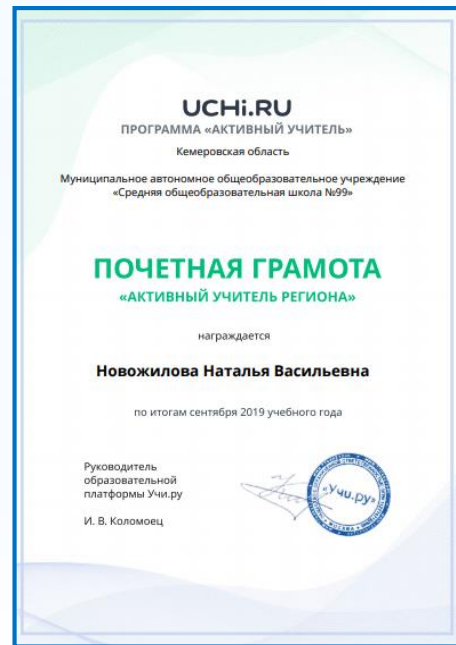 UCHi.RU
ПРОГРАММА «АКТИВНЫЙ УЧИТЕЛЬ»
Кемеровская область
Муниципальное автономное общеобразовательное учреждение
«Средняя общеобразовательная школа №99»
ПОЧЕТНАЯ ГРАМОТА
«АКТИВНЫЙ УЧИТЕЛЬ РЕГИОНА»
награждается
Новожилова Наталья Васильевна
по итогам сентября 2019 учебного года
Руководитель
образовательной
платформы Учи.ру
И. В. Коломоец
«Учи.ру»